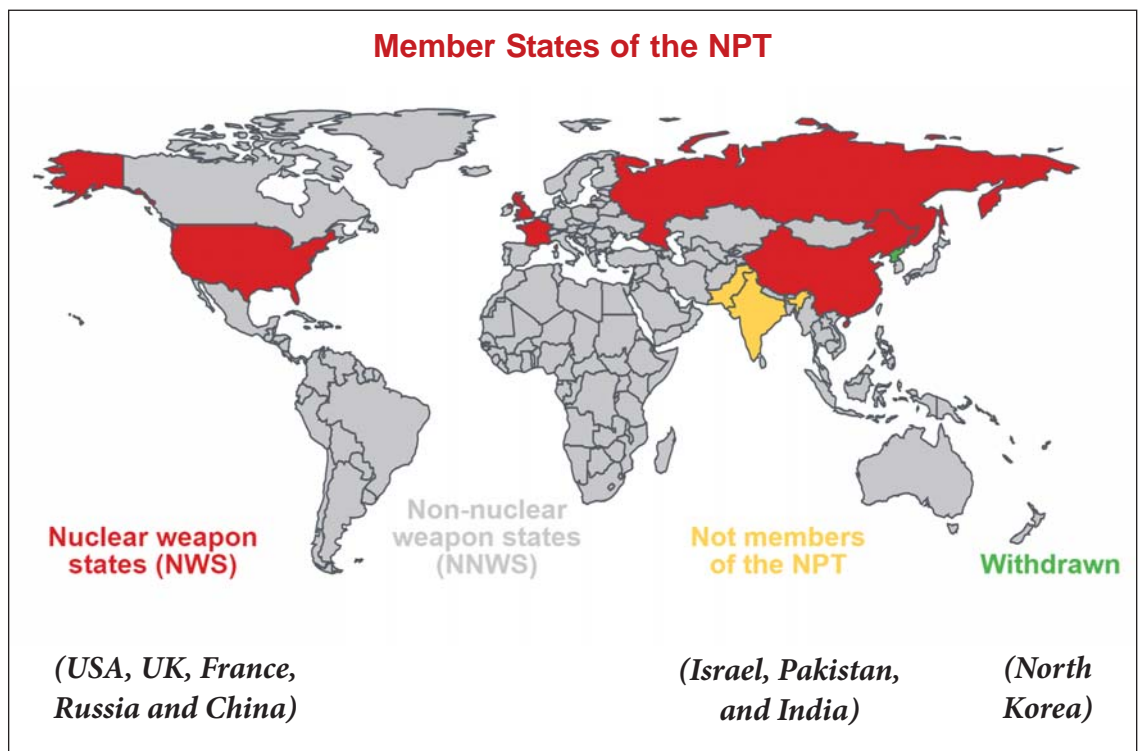 Member States of the NPT
Nuclear weapon
states (NWS)
Non-nuclear
weapon states
(NNWS)
Not members
of the NPT
Withdrawn
(USA, UK, France,
Russia and China)
(Israel, Pakistan,
and India)
(North
Korea)